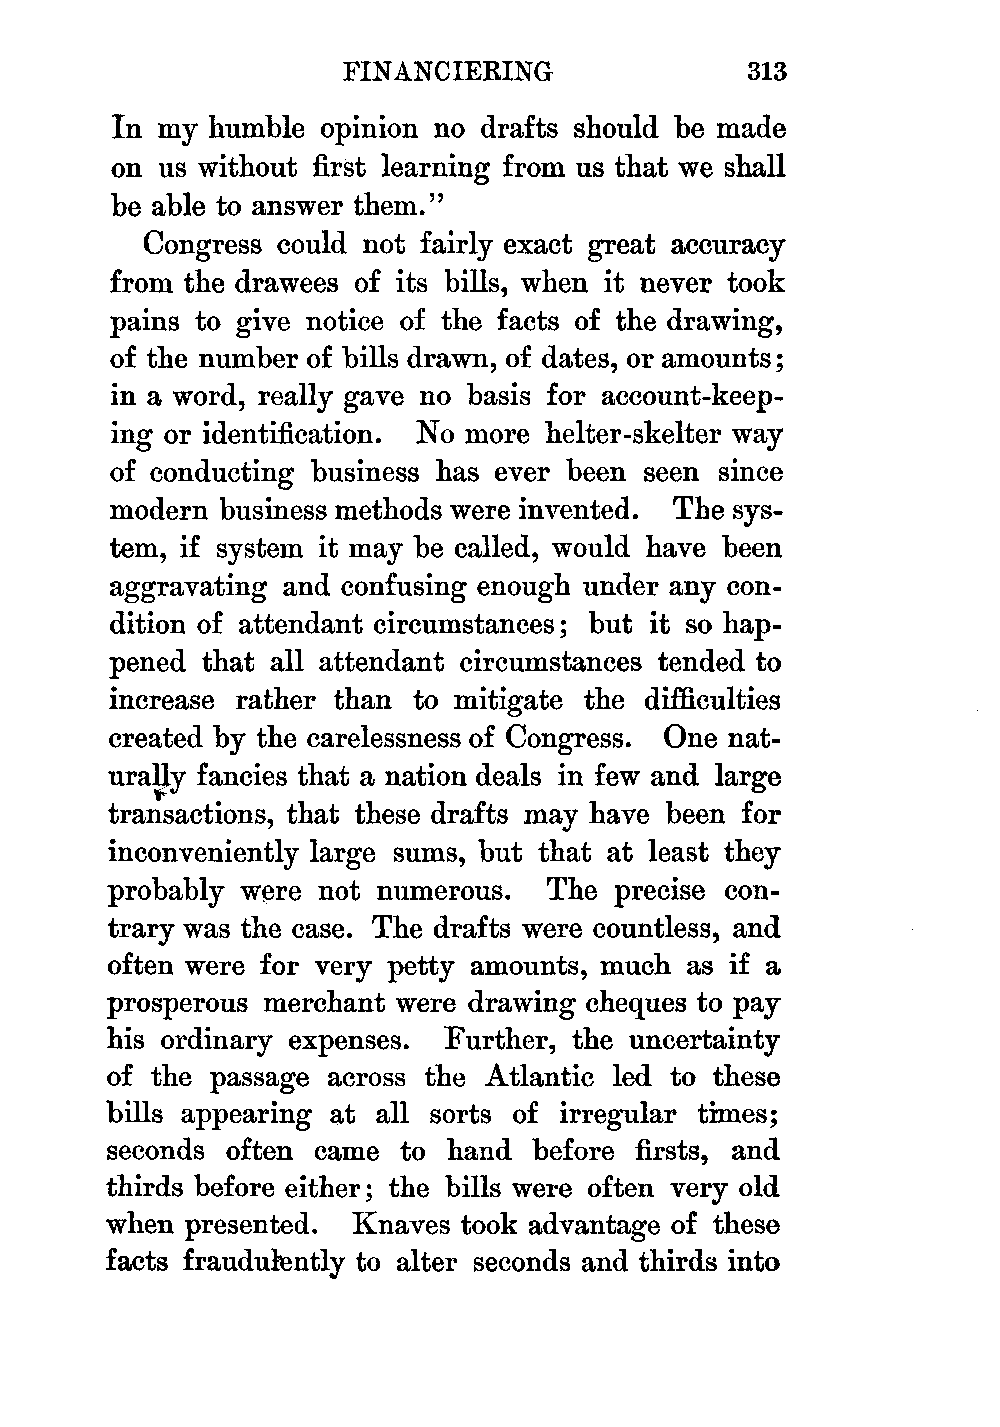 FINANCIERING 313
In my humble opinion no drafts should be made
on us without first learning from us that we shall
be able to answer them."
Congress could not fairly exact great accuracy
from the drawees of its bills, when it never took
pains to give notice of the facts of the drawing,
of the number of bills drawn, of dates, or amounts;
in a word, really gave no basis for account-keep-
ing or identification. No more helter-skelter way
of conducting business has ever been seen since
modern business methods were invented. The sys-
tem, if system it may be called, would have been
aggravating and confusing enough under any con-
dition of attendant circumstances; but it so hap-
pened that all attendant circumstances tended to
increase rather than to mitigate the difficulties
created by the carelessness of Congress. One nat-
urally fancies that a nation deals in few and large
transactions, that these drafts may have been for
inconveniently large sums, but that at least they
probably were not numerous. The precise con-
trary was the case. The drafts were countless, and
often were for very petty amounts, much as if a
prosperous merchant were drawing cheques to pay
his ordinary expenses. Further, the uncertainty
of the passage across the Atlantic led to these
bills appearing at all sorts of irregular times;
seconds often came to hand before firsts, and
thirds before either; the bills were often very old
when presented. Knaves took advantage of these
facts fraudulently to alter seconds and thirds into